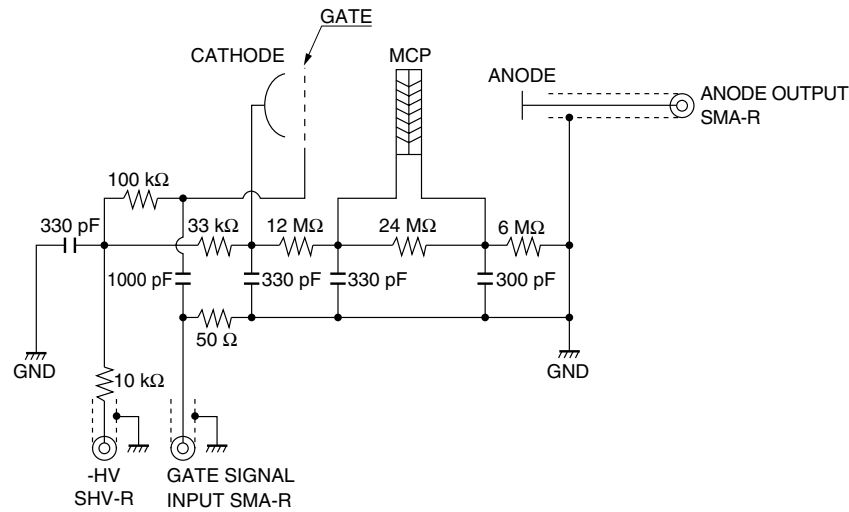 GATE
CATHODE
MCP
ANODE
ANODE OUTPUT
SMA-R
100 kΩ
330 pF
33 kΩ
12 MΩ
24 MΩ
6 MΩ
1000 pF
330 pF
330 pF
300 pF
50 Ω
GND
GND
10 kΩ
-HV
SHV-R
GATE SIGNAL
INPUT SMA-R